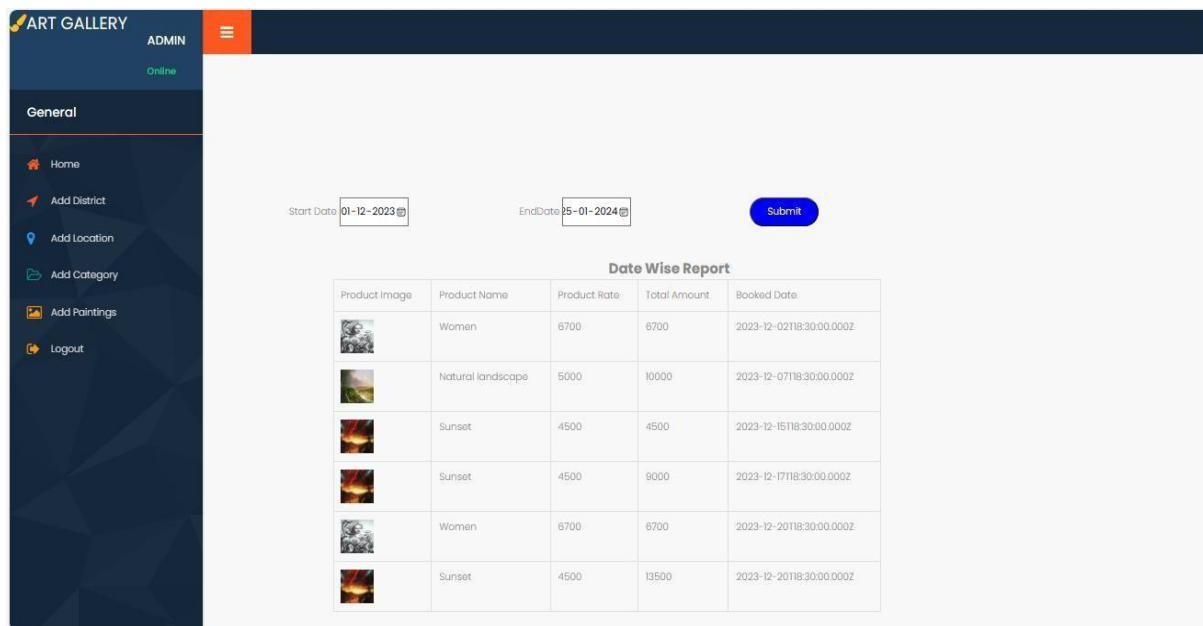 ART GALLERY
ADMIN
Online
General
Home
Add District
Add Location
Add Category
Add Paintings
Logout
Start Date 01-12-2023 EndDate 25-01-2024 Submit
Date Wise Report
Product Image Product Name Product Rate Total Amount Booked Date
Women 6700 6700 2023-12-02T18:30:00.000Z
Natural landscape 5000 10000 2023-12-07T18:30:00.000Z
Sunset 4500 4500 2023-12-15T18:30:00.000Z
Sunset 4500 9000 2023-12-17T18:30:00.000Z
Women 6700 6700 2023-12-20T18:30:00.000Z
Sunset 4500 13500 2023-12-20T18:30:00.000Z